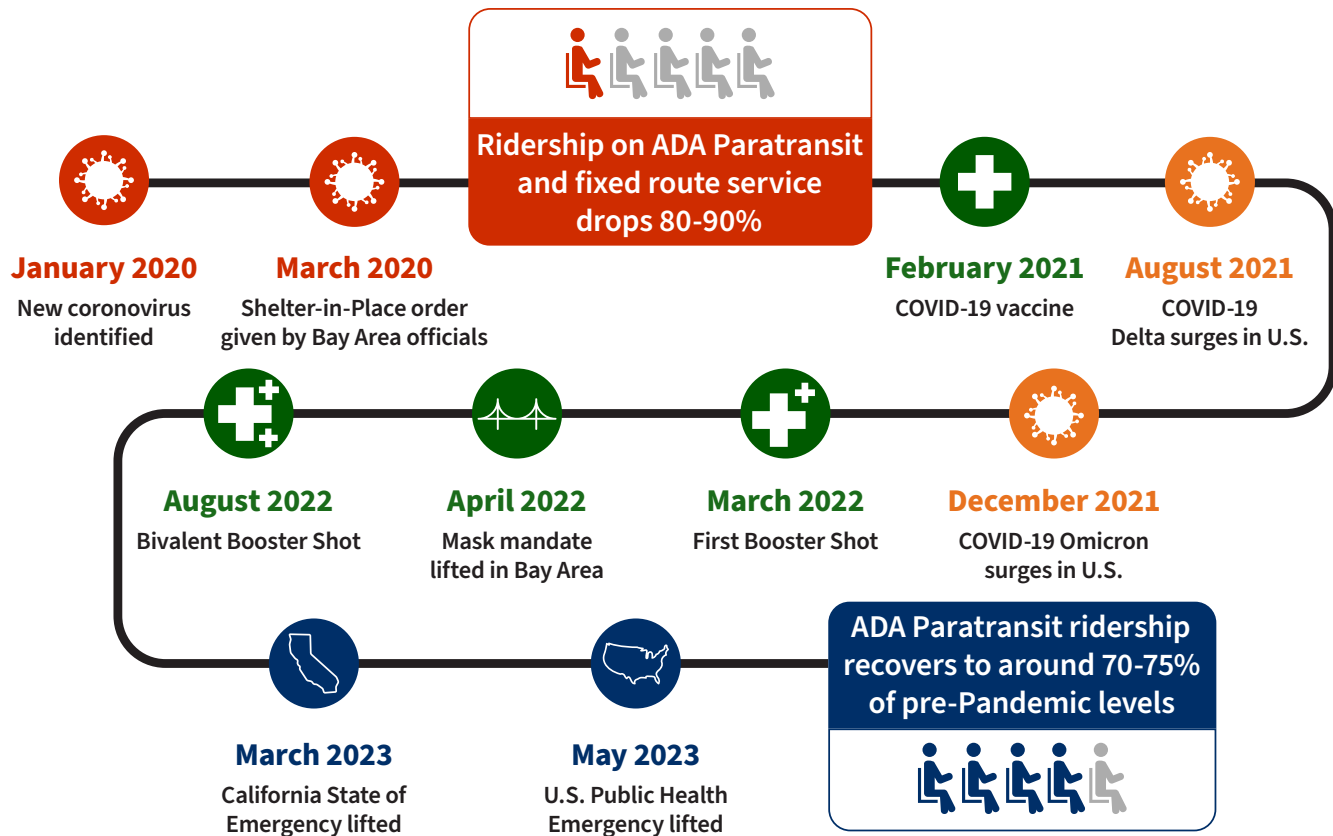 Ridership on ADA Paratransit
and fixed route service
drops 80-90%
January 2020
New coronovirus
identified
March 2020
Shelter-in-Place order
given by Bay Area officials
February 2021
COVID-19 vaccine
August 2021
COVID-19
Delta surges in U.S.
December 2021
COVID-19 Omicron
surges in U.S.
March 2022
First Booster Shot
April 2022
Mask mandate
lifted in Bay Area
August 2022
Bivalent Booster Shot
March 2023
California State of
Emergency lifted
May 2023
U.S. Public Health
Emergency lifted
ADA Paratransit ridership
recovers to around 70-75%
of pre-Pandemic levels